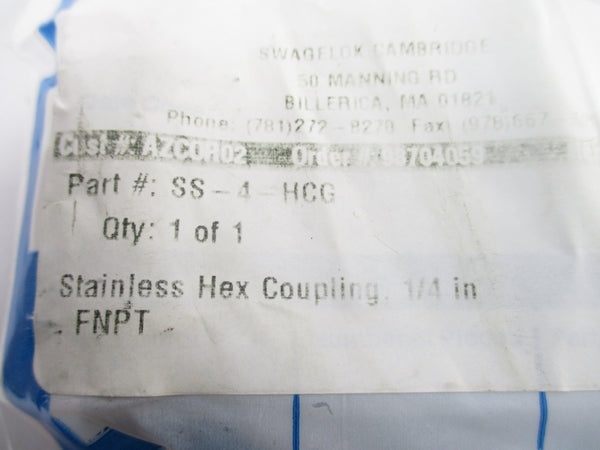 SWAGELOK CAMBRIDGE
50 MANNING RD
BILLERICA, MA 01821
Phone: (781)272-8270 Fax: (978)667
Cust #: AZCOR02 Order #: 98704059
Part #: SS-4-HCG
Qty: 1 of 1
Stainless Hex Coupling, 1/4 in
FNPT